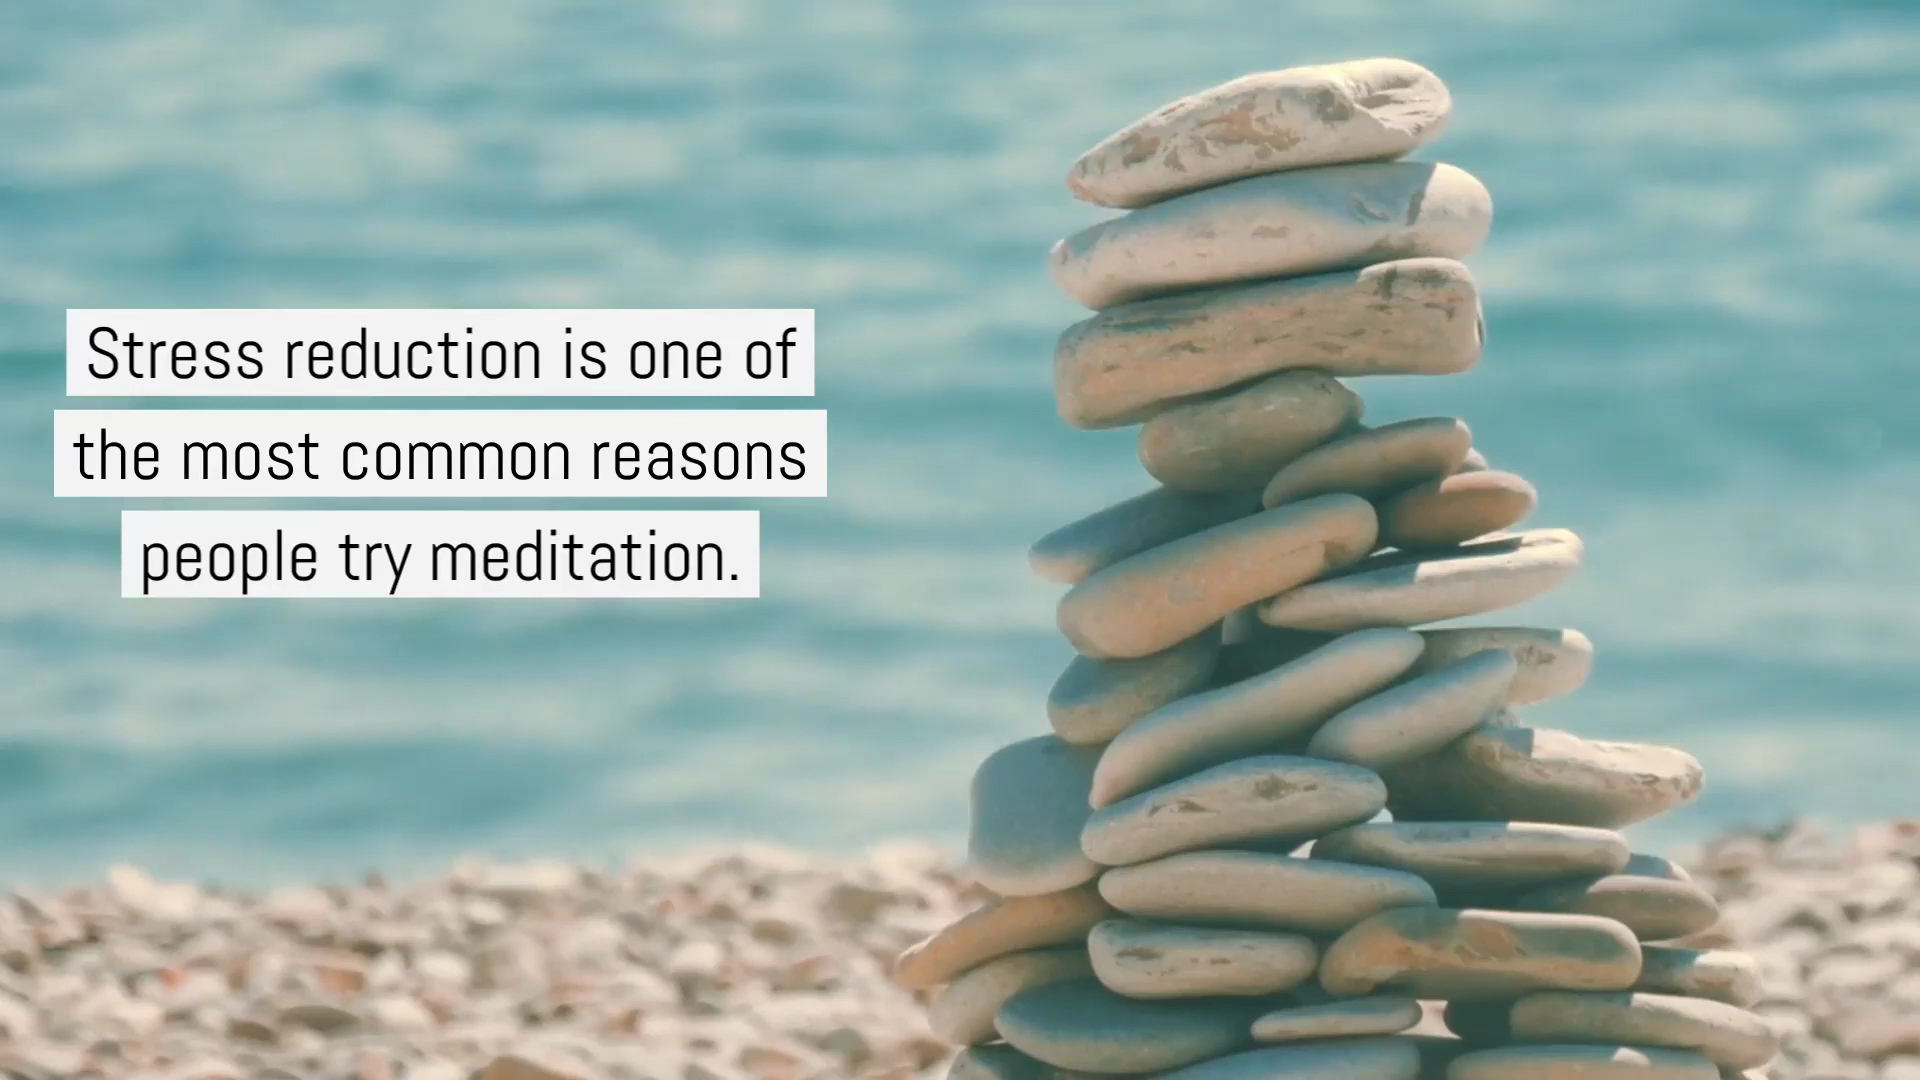 Stress reduction is one of
the most common reasons
people try meditation.